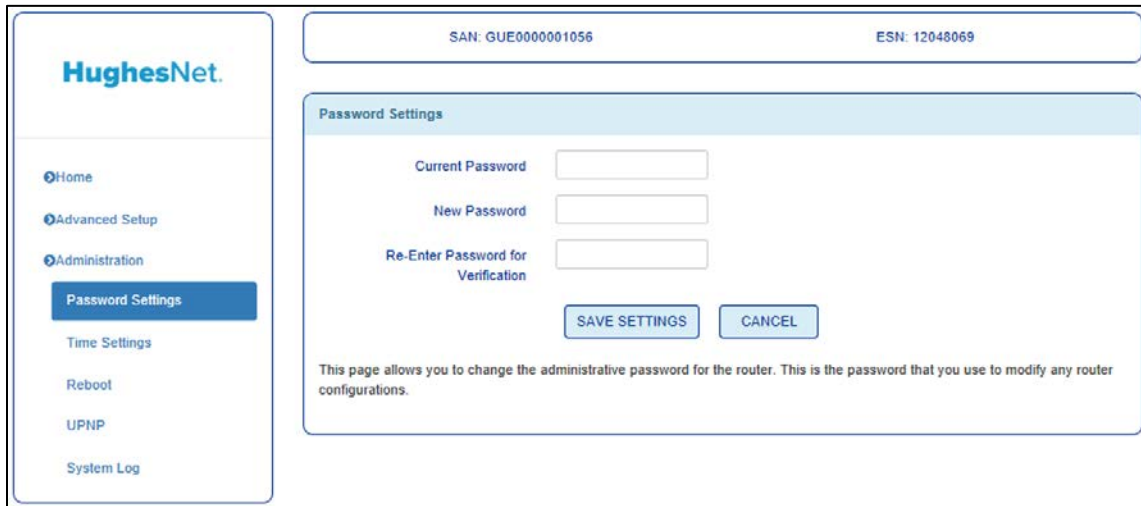 HughesNet.
Home
Advanced Setup
Administration
Password Settings
Time Settings
Reboot
UPNP
System Log
SAN: GUE0000001056 ESN: 12048069
Password Settings
Current Password
New Password
Re-Enter Password for
Verification
SAVE SETTINGS CANCEL
This page allows you to change the administrative password for the router. This is the password that you use to modify any router
configurations.